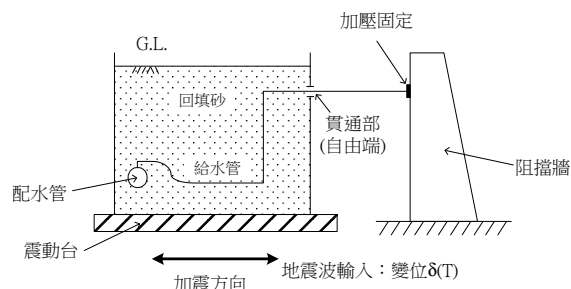 加壓固定
G.L.
回填砂
貫通部
(自由端)
給水管
阻擋牆
配水管
震動台
地震波輸入：變位δ(T)
加震方向